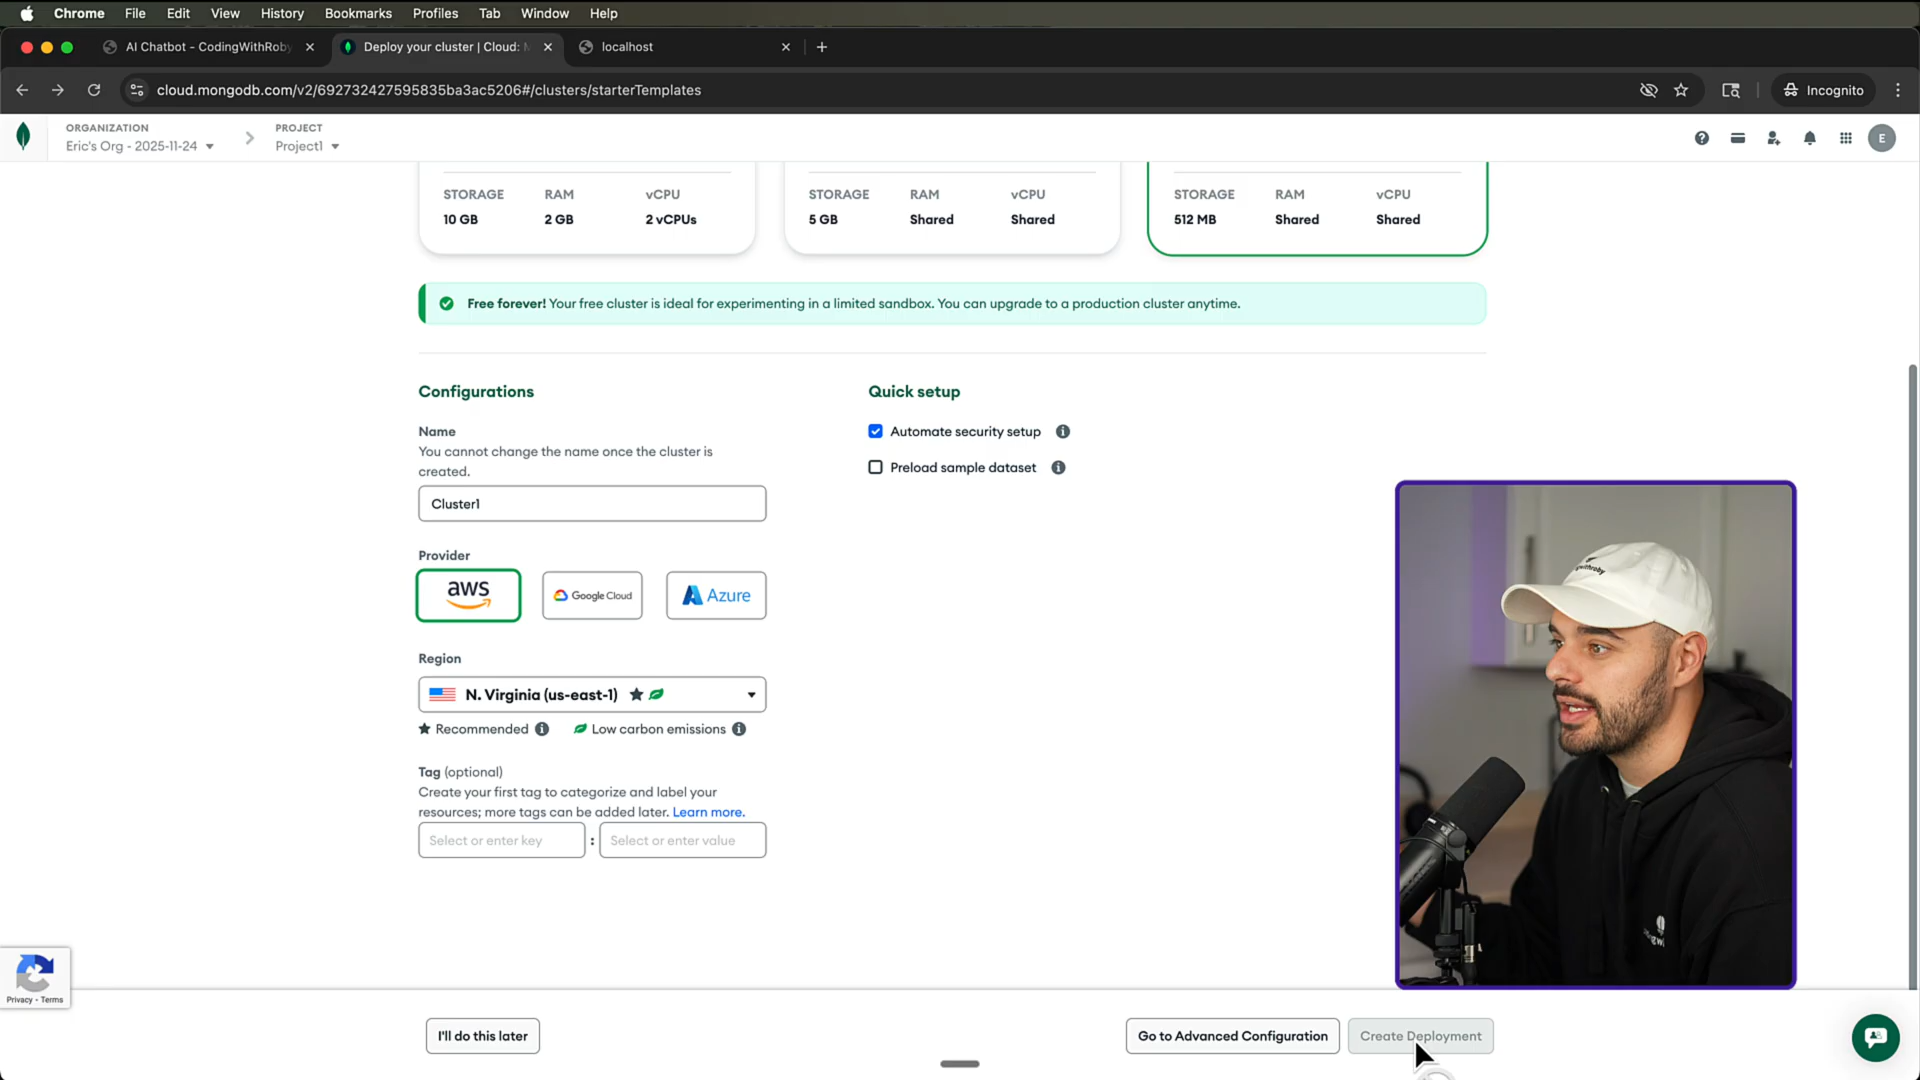 Chrome File Edit View History Bookmarks Profiles Tab Window Help
AI Chatbot - CodingWithRoby
Deploy your cluster | Cloud:
localhost
cloud.mongodb.com/v2/692732427595835ba3ac5206#/clusters/starterTemplates
Incognito
ORGANIZATION
Eric's Org - 2025-11-24
PROJECT
Project1
E
STORAGE RAM vCPU
10 GB 2 GB 2 vCPUs
STORAGE RAM vCPU
5 GB Shared Shared
STORAGE RAM vCPU
512 MB Shared Shared
Free forever! Your free cluster is ideal for experimenting in a limited sandbox. You can upgrade to a production cluster anytime.
Configurations
Name
You cannot change the name once the cluster is
created.
Cluster1
Provider
aws
Google Cloud
Azure
Region
N. Virginia (us-east-1)
Recommended
Low carbon emissions
Tag (optional)
Create your first tag to categorize and label your
resources; more tags can be added later. Learn more.
Select or enter key : Select or enter value
Quick setup
Automate security setup
Preload sample dataset
Privacy - Terms
I'll do this later
Go to Advanced Configuration
Create Deployment